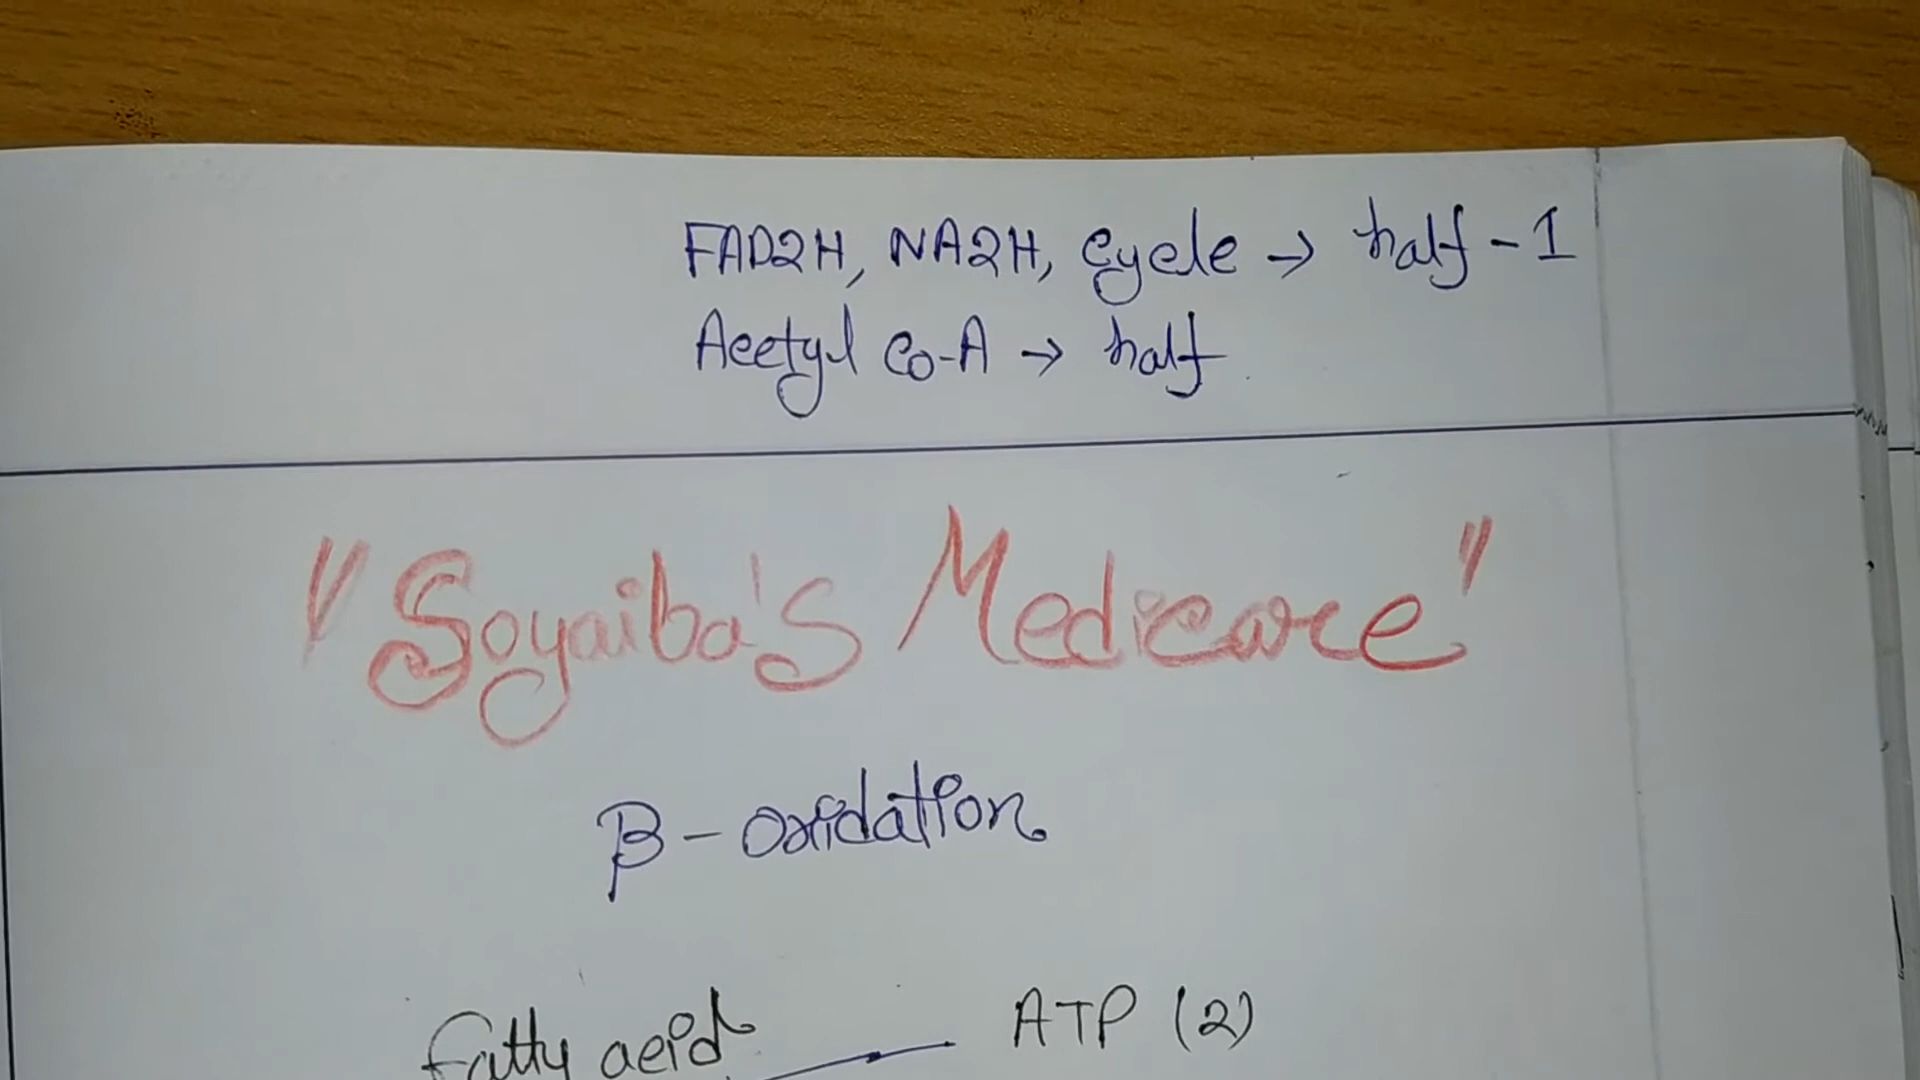 FAD2H, NA2H, Cycle → half - 1
Acetyl Co-A → half
"Soyaiba's Medicare"
β - oxidation
Fatty acid
ATP (2)